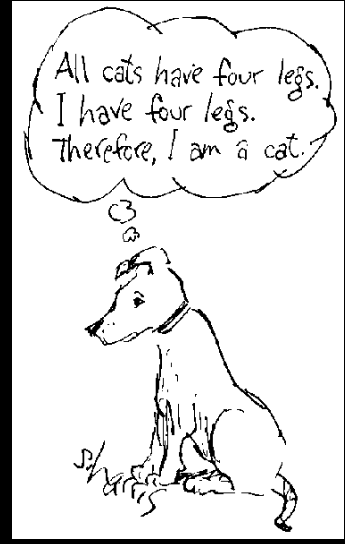 All cats have four legs.
I have four legs.
Therefore, I am a cat.